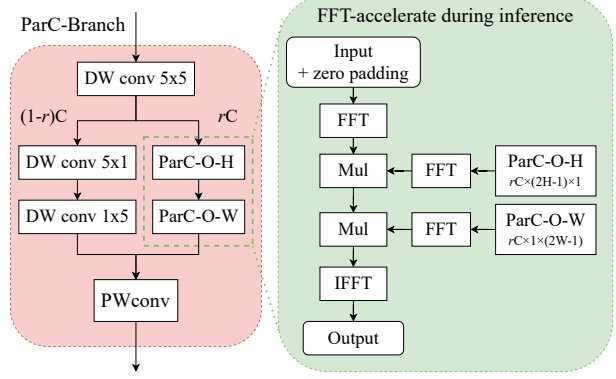 ParC-Branch
DW conv 5x5
(1-r)C
rC
DW conv 5x1
ParC-O-H
DW conv 1x5
ParC-O-W
PWconv
FFT-accelerate during inference
Input
+ zero padding
FFT
Mul
FFT
ParC-O-H
rC×(2H-1)×1
Mul
FFT
ParC-O-W
rC×1×(2W-1)
IFFT
Output